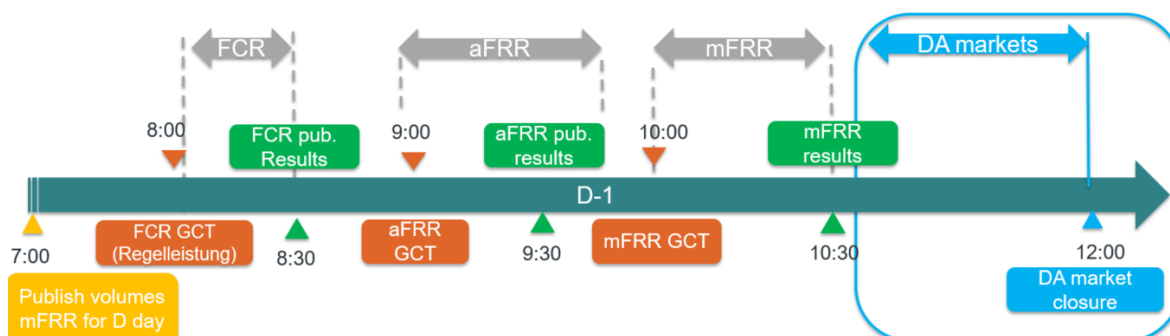 FCR
aFRR
mFRR
DA markets
8:00
FCR pub.
Results
9:00
aFRR pub.
results
10:00
mFRR
results
D-1
7:00
FCR GCT
(Regelleistung)
8:30
aFRR
GCT
9:30
mFRR GCT
10:30
12:00
Publish volumes
mFRR for D day
DA market
closure